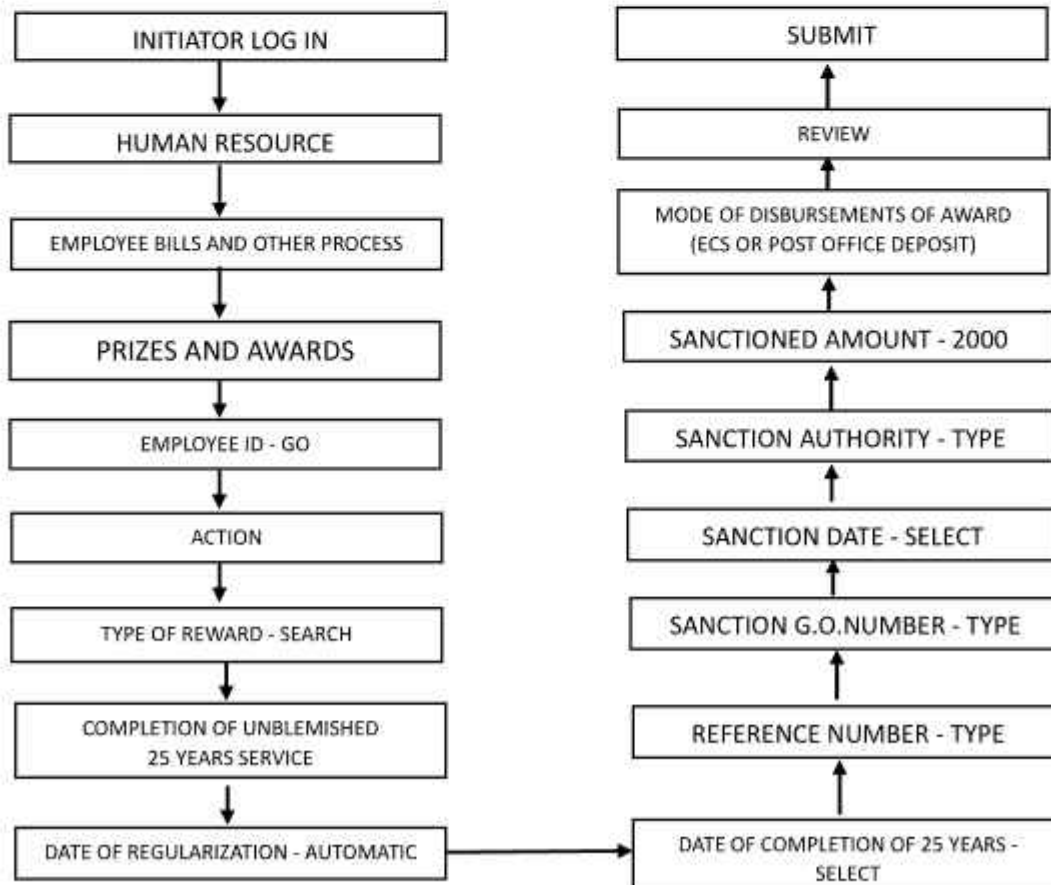 INITIATOR LOG IN
HUMAN RESOURCE
EMPLOYEE BILLS AND OTHER PROCESS
PRIZES AND AWARDS
EMPLOYEE ID - GO
ACTION
TYPE OF REWARD - SEARCH
COMPLETION OF UNBLEMISHED
25 YEARS SERVICE
DATE OF REGULARIZATION - AUTOMATIC
DATE OF COMPLETION OF 25 YEARS -
SELECT
REFERENCE NUMBER - TYPE
SANCTION G.O.NUMBER - TYPE
SANCTION DATE - SELECT
SANCTION AUTHORITY - TYPE
SANCTIONED AMOUNT - 2000
MODE OF DISBURSEMENTS OF AWARD
(ECS OR POST OFFICE DEPOSIT)
REVIEW
SUBMIT